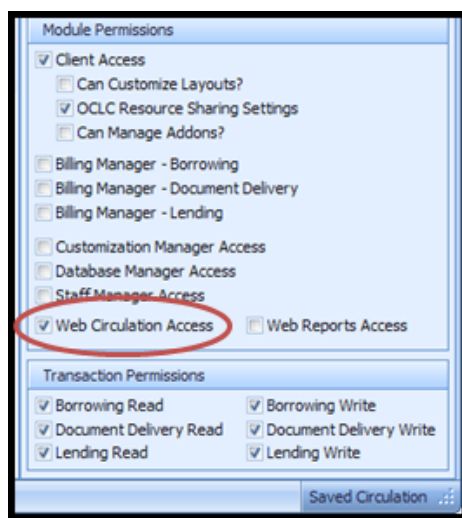 Module Permissions
Client Access
Can Customize Layouts?
OCLC Resource Sharing Settings
Can Manage Addons?
Billing Manager - Borrowing
Billing Manager - Document Delivery
Billing Manager - Lending
Customization Manager Access
Database Manager Access
Staff Manager Access
Web Circulation Access Web Reports Access
Transaction Permissions
Borrowing Read Borrowing Write
Document Delivery Read Document Delivery Write
Lending Read Lending Write
Saved Circulation